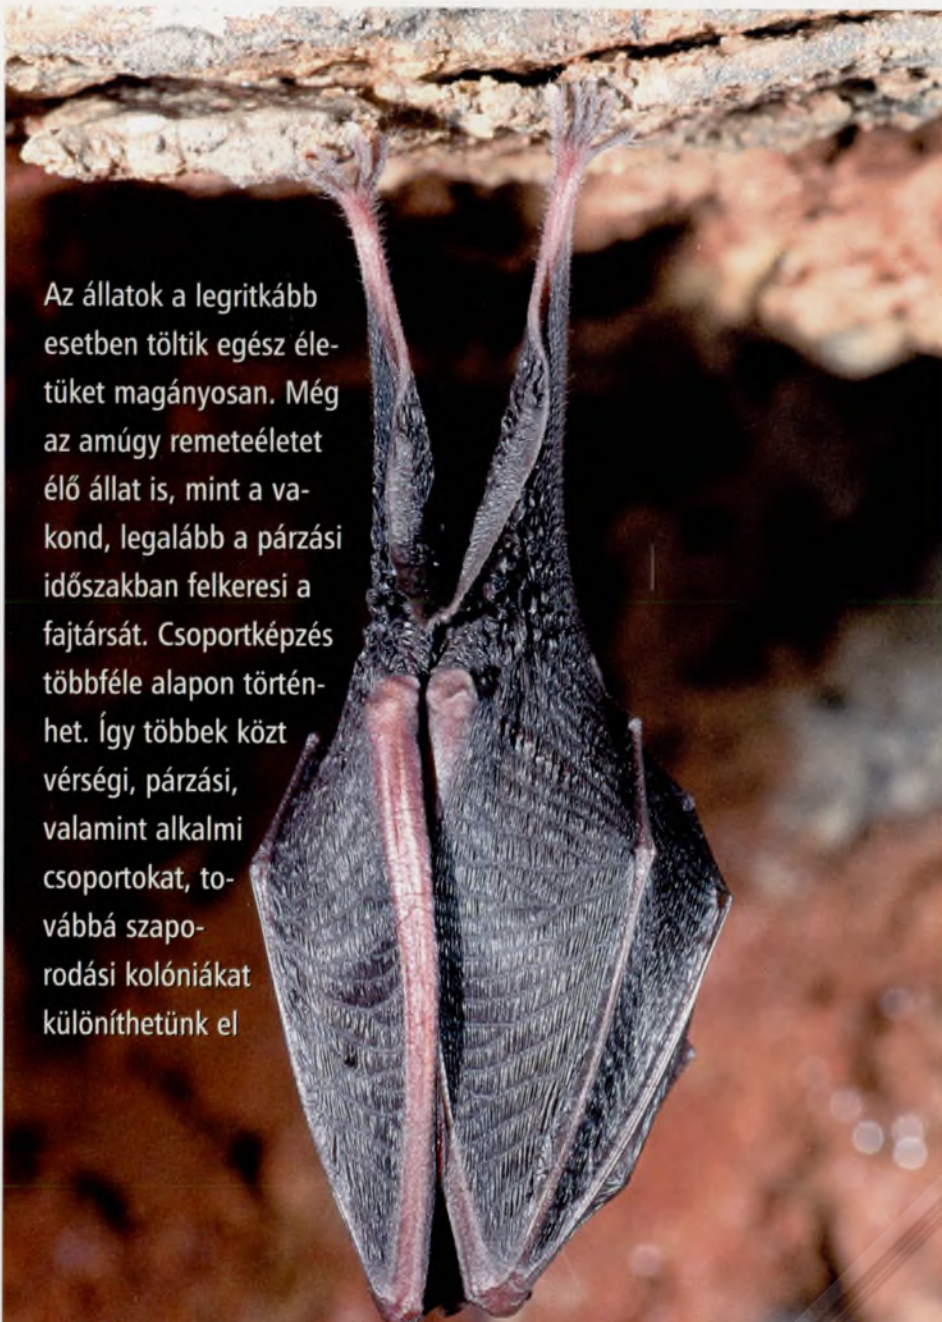 Az állatok a legritkább
esetben töltik egész éle-
tüket magányosan. Még
az amúgy remeteéletet
élő állat is, mint a va-
kond, legalább a párzási
időszakban felkeresi a
fajtársát. Csoportképzés
többféle alapon történ-
het. Így többek közt
vérségi, párzási,
valamint alkalmi
csoportokat, to-
vábbá szapo-
rodási kolóniákat
különíthetünk el